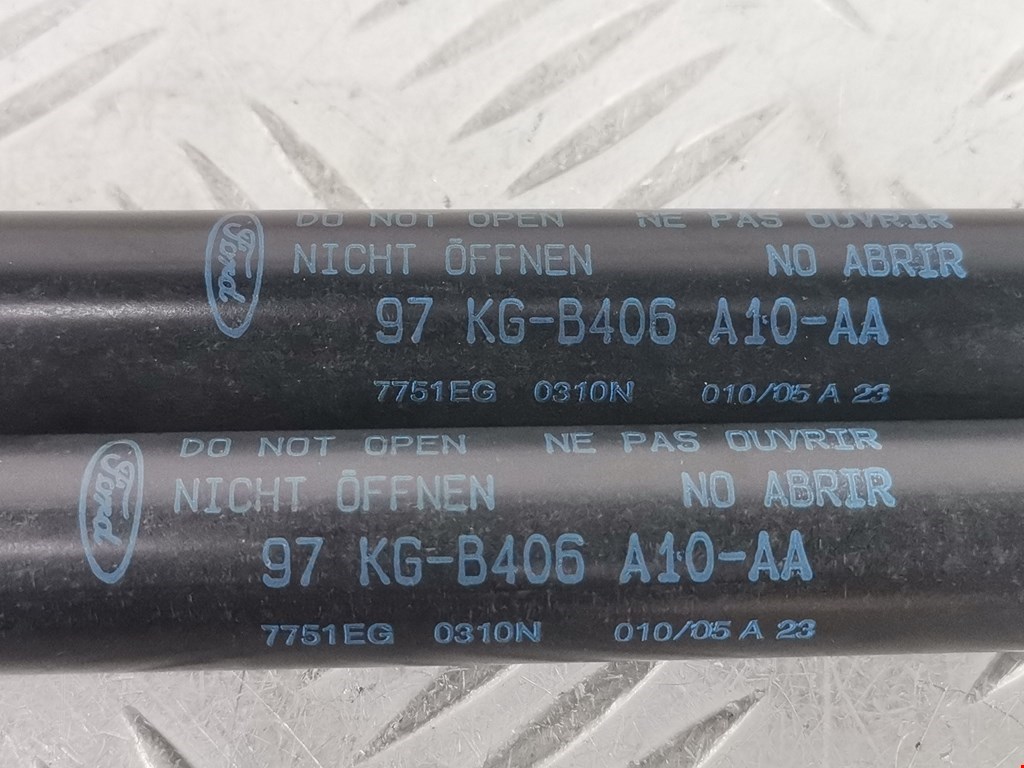 DO NOT OPEN NE PAS OUVRIR
Ford NICHT ÖFFNEN NO ABRIR
97 KG-B406 A10-AA
7751EG 0310N 010/05 A 23
DO NOT OPEN NE PAS OUVRIR
Ford NICHT ÖFFNEN NO ABRIR
97 KG-B406 A10-AA
7751EG 0310N 010/05 A 23